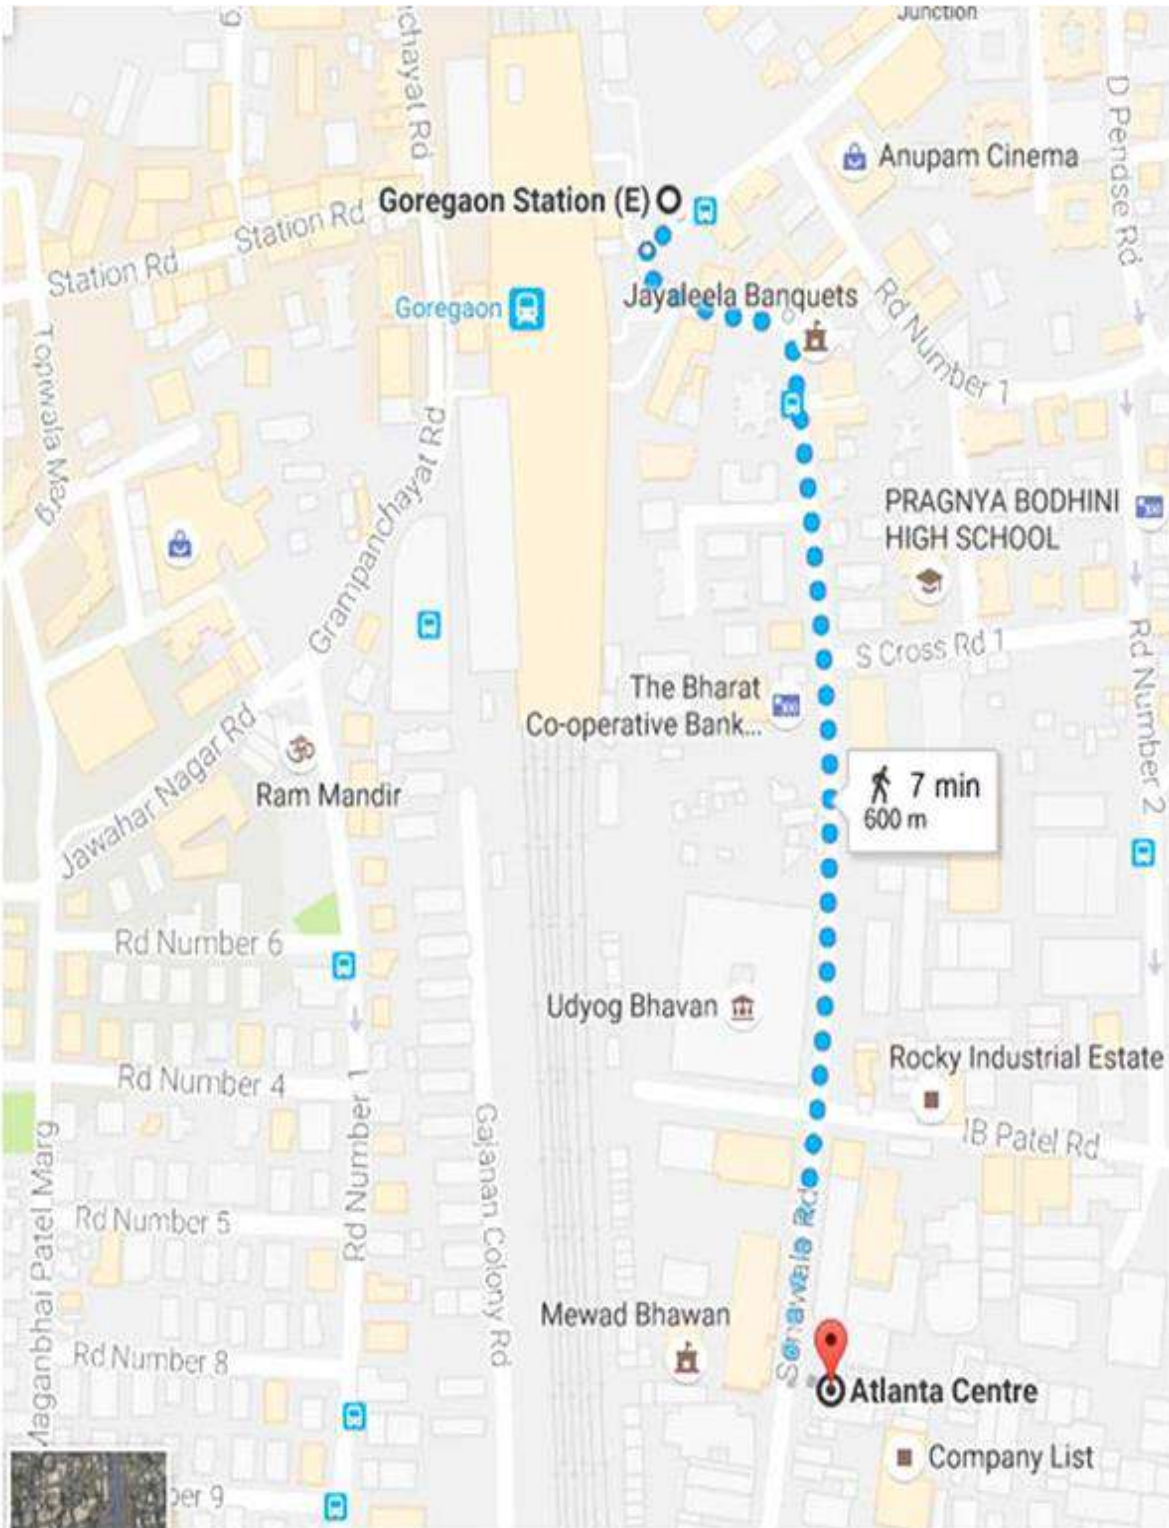 Junction
chayat Rd
D Pendse Rd
Anupam Cinema
Goregaon Station (E)
Station Rd
Station Rd
Goregaon
Jayaleela Banquets
Rd Number 1
Topiwala Marg
Grampanchayat Rd
PRAGNYA BODHINI
HIGH SCHOOL
S Cross Rd 1
Rd Number 2
The Bharat
Co-operative Bank...
Jawahar Nagar Rd
Ram Mandir
7 min
600 m
Rd Number 6
Udyog Bhavan
Rocky Industrial Estate
Rd Number 4
IB Patel Rd
Rd Number 1
Gajanan Colony Rd
Maganbhai Patel Marg
Rd Number 5
Sonawala Rd
Mewad Bhawan
Rd Number 8
Atlanta Centre
Company List
ber 9